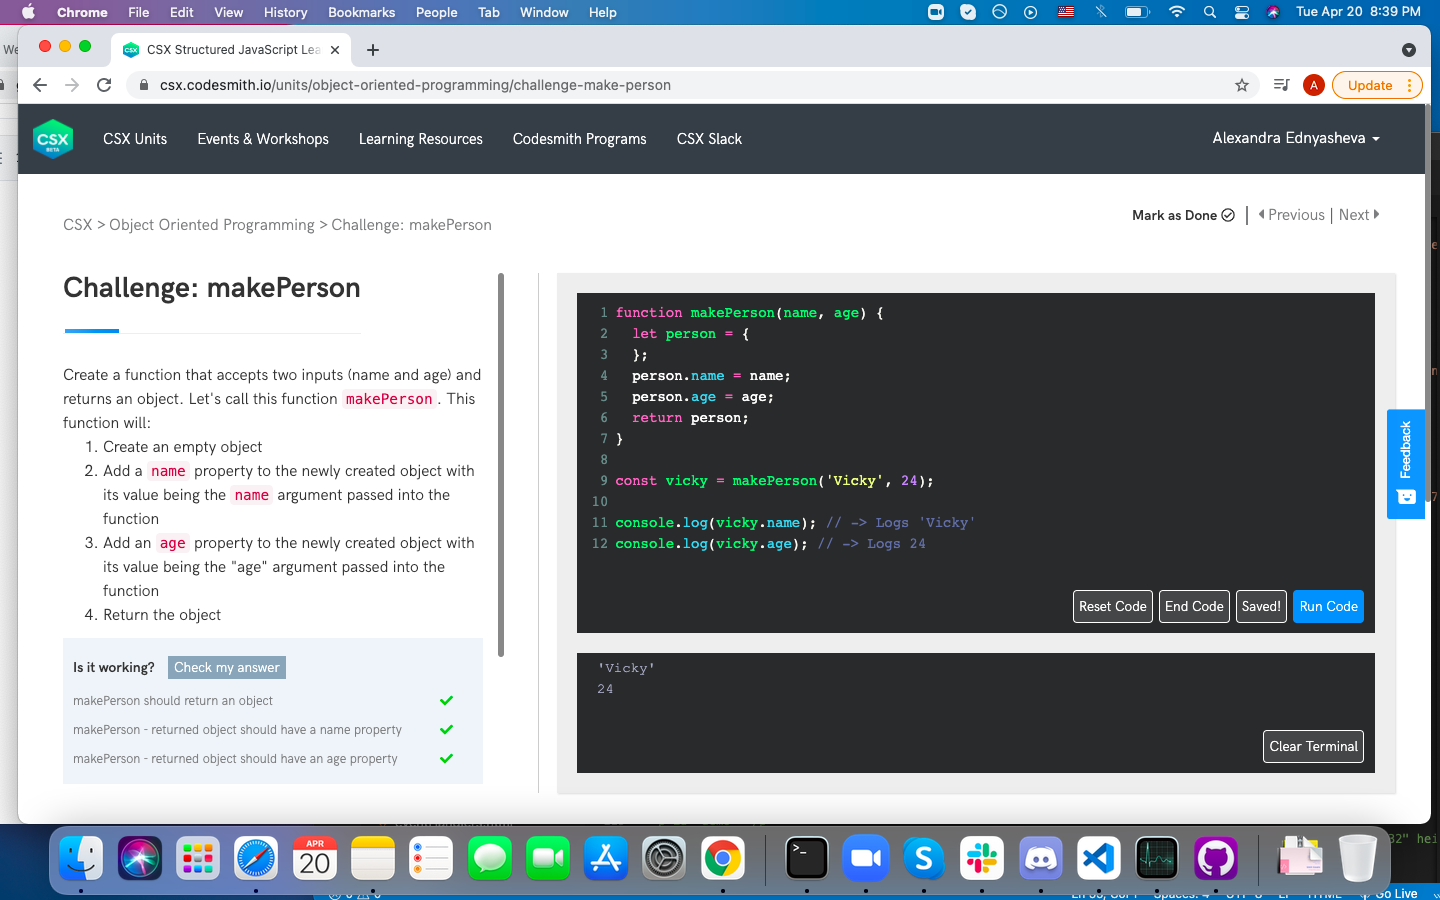 Chrome File Edit View History Bookmarks People Tab Window Help Tue Apr 20 8:39 PM
We
CSX Structured JavaScript Lea
csx.codesmith.io/units/object-oriented-programming/challenge-make-person
A
Update
CSX
BETA
CSX Units Events & Workshops Learning Resources Codesmith Programs CSX Slack Alexandra Ednyasheva
CSX > Object Oriented Programming > Challenge: makePerson
Mark as Done | Previous | Next
Challenge: makePerson
Create a function that accepts two inputs (name and age) and
returns an object. Let's call this function makePerson. This
function will:
1. Create an empty object
2. Add a name property to the newly created object with
its value being the name argument passed into the
function
3. Add an age property to the newly created object with
its value being the "age" argument passed into the
function
4. Return the object
Is it working? Check my answer
makePerson should return an object
makePerson - returned object should have a name property
makePerson - returned object should have an age property
1 function makePerson(name, age) {
2 let person = {
3 };
4 person.name = name;
5 person.age = age;
6 return person;
7 }
8
9 const vicky = makePerson('Vicky', 24);
10
11 console.log(vicky.name); // -> Logs 'Vicky'
12 console.log(vicky.age); // -> Logs 24
Reset Code End Code Saved! Run Code
'Vicky'
24
Clear Terminal
Feedback
APR
20
32" hei
Go Live